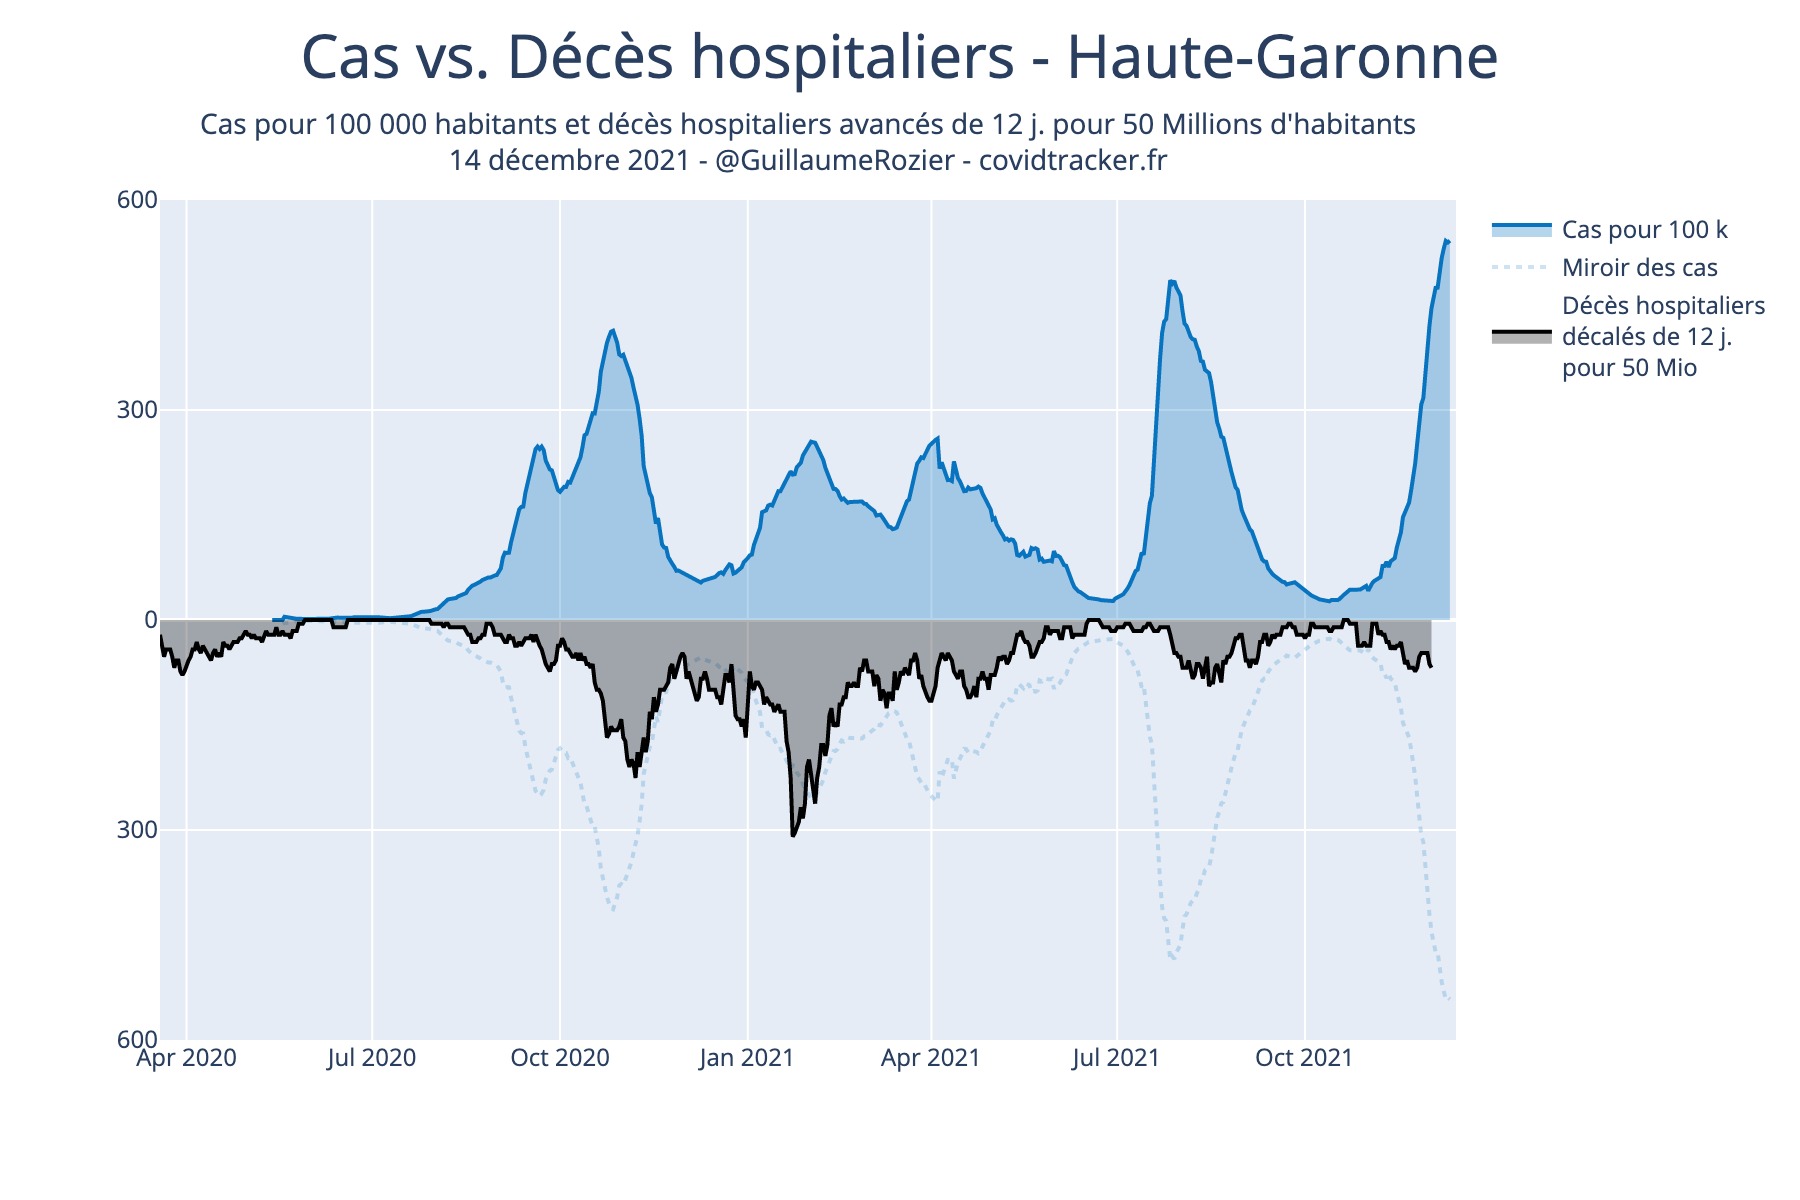 Cas vs. Décès hospitaliers - Haute-Garonne
Cas pour 100 000 habitants et décès hospitaliers avancés de 12 j. pour 50 Millions d'habitants
14 décembre 2021 - @GuillaumeRozier - covidtracker.fr
600
300
0
300
600
Apr 2020
Jul 2020
Oct 2020
Jan 2021
Apr 2021
Jul 2021
Oct 2021
Cas pour 100 k
Miroir des cas
Décès hospitaliers
décalés de 12 j.
pour 50 Mio